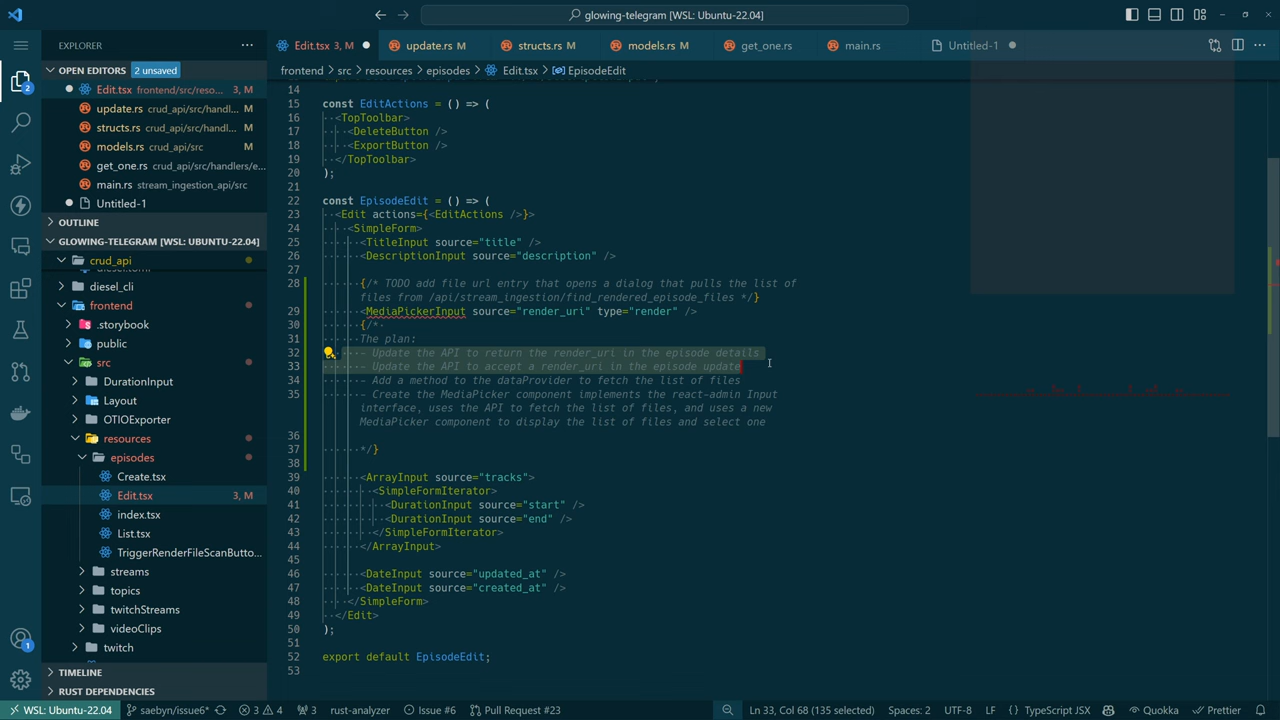 glowing-telegram [WSL: Ubuntu-22.04]
EXPLORER
OPEN EDITORS 2 unsaved
Edit.tsx frontend/src/reso... 3, M
update.rs crud_api/src/handl... M
structs.rs crud_api/src/handl... M
models.rs crud_api/src M
get_one.rs crud_api/src/handlers/e...
main.rs stream_ingestion_api/src
Untitled-1
OUTLINE
GLOWING-TELEGRAM [WSL: UBUNTU-22.04]
crud_api
diesel.toml
diesel_cli
frontend
.storybook
public
src
DurationInput
Layout
OTIOExporter
resources
episodes
Create.tsx
Edit.tsx 3, M
index.tsx
List.tsx
TriggerRenderFileScanButto...
streams
topics
twitchStreams
videoClips
twitch
TIMELINE
RUST DEPENDENCIES
Edit.tsx 3, M
update.rs M
structs.rs M
models.rs M
get_one.rs
main.rs
Untitled-1
frontend > src > resources > episodes > Edit.tsx > EpisodeEdit
14
15 const EditActions = () => (
16 <TopToolbar>
17 <DeleteButton />
18 <ExportButton />
19 </TopToolbar>
20 );
21
22 const EpisodeEdit = () => (
23 <Edit actions={<EditActions />}>
24 <SimpleForm>
25 <TitleInput source="title" />
26 <DescriptionInput source="description" />
27
28 {/* TODO add file url entry that opens a dialog that pulls the list of
files from /api/stream_ingestion/find_rendered_episode_files */}
29 <MediaPickerInput source="render_uri" type="render" />
30 {/*
31 The plan:
32 - Update the API to return the render_uri in the episode details
33 - Update the API to accept a render_uri in the episode update
34 - Add a method to the dataProvider to fetch the list of files
35 - Create the MediaPicker component implements the react-admin Input
interface, uses the API to fetch the list of files, and uses a new
MediaPicker component to display the list of files and select one
36
37 */}
38
39 <ArrayInput source="tracks">
40 <SimpleFormIterator>
41 <DurationInput source="start" />
42 <DurationInput source="end" />
43 </SimpleFormIterator>
44 </ArrayInput>
45
46 <DateInput source="updated_at" />
47 <DateInput source="created_at" />
48 </SimpleForm>
49 </Edit>
50 );
51
52 export default EpisodeEdit;
53
2
1
WSL: Ubuntu-22.04 saebyn/issue6* 3 4 3 rust-analyzer Issue #6 Pull Request #23 Ln 33, Col 68 (135 selected) Spaces: 2 UTF-8 LF {} TypeScript JSX Quokka Prettier